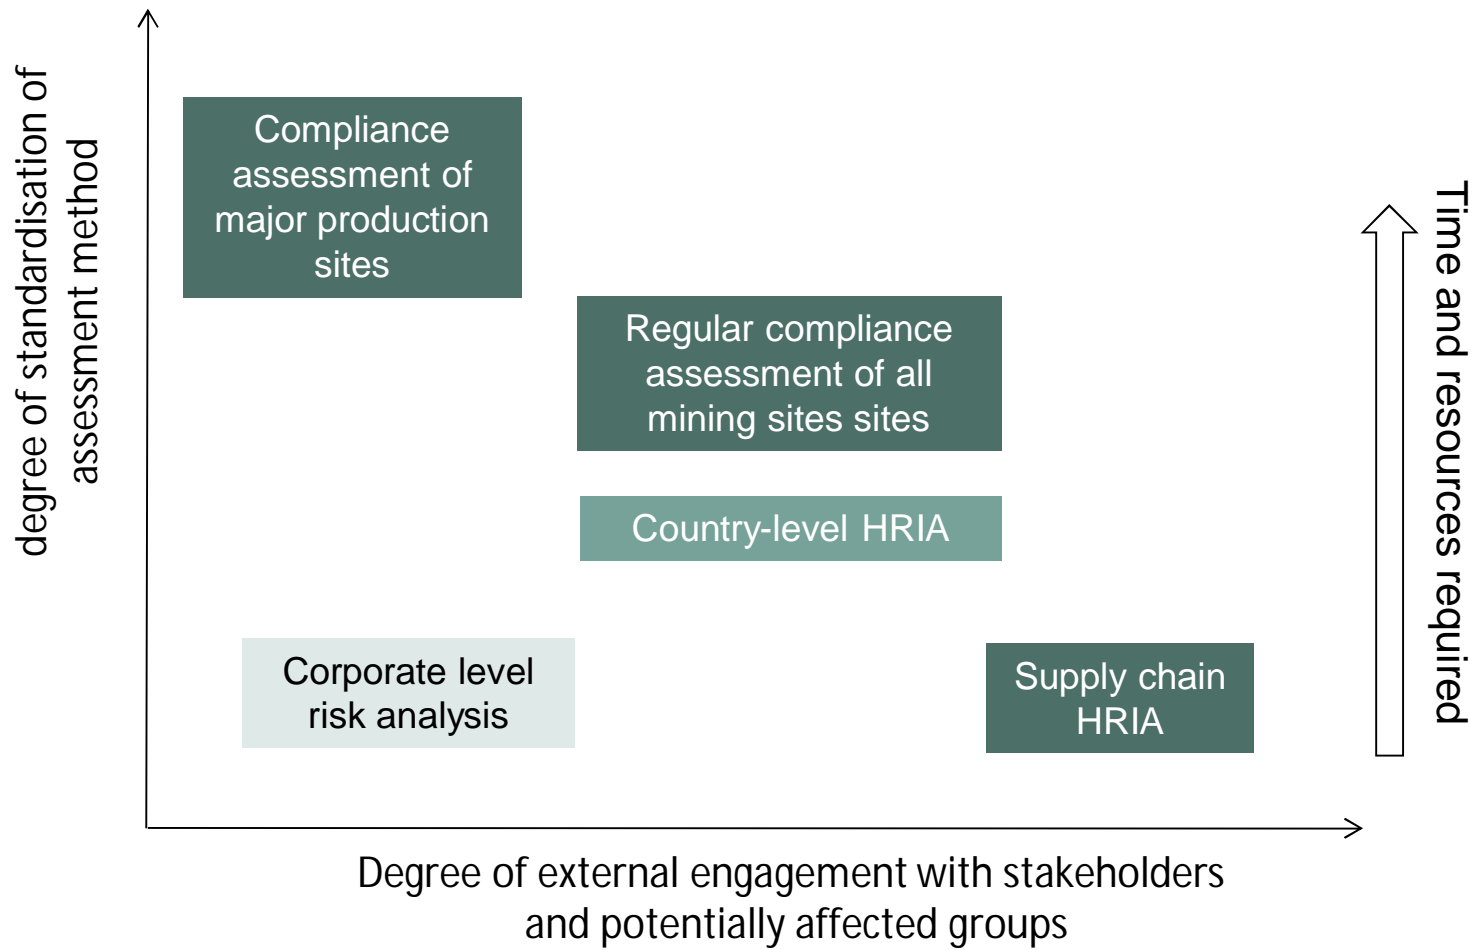 degree of standardisation of
assessment method
Compliance
assessment of
major production
sites
Regular compliance
assessment of all
mining sites sites
Country-level HRIA
Corporate level
risk analysis
Supply chain
HRIA
Time and resources required
Degree of external engagement with stakeholders
and potentially affected groups